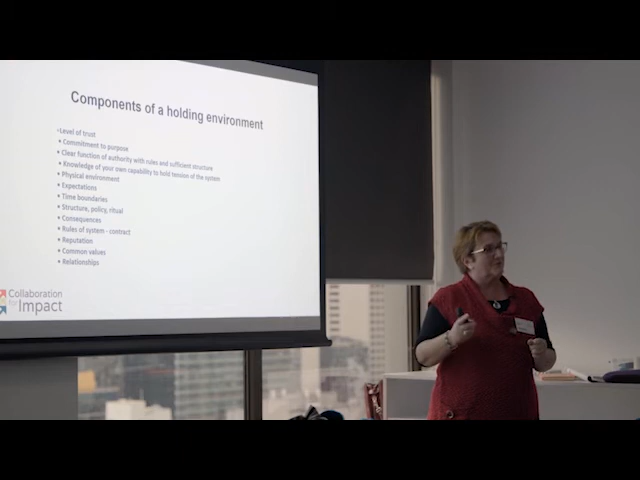 Components of a holding environment
•Level of trust
• Commitment to purpose
• Clear function of authority with rules and sufficient structure
• Knowledge of your own capability to hold tension of the system
• Physical environment
• Expectations
• Time boundaries
• Structure, policy, ritual
• Consequences
• Rules of system - contract
• Reputation
• Common values
• Relationships
Collaboration
for Impact